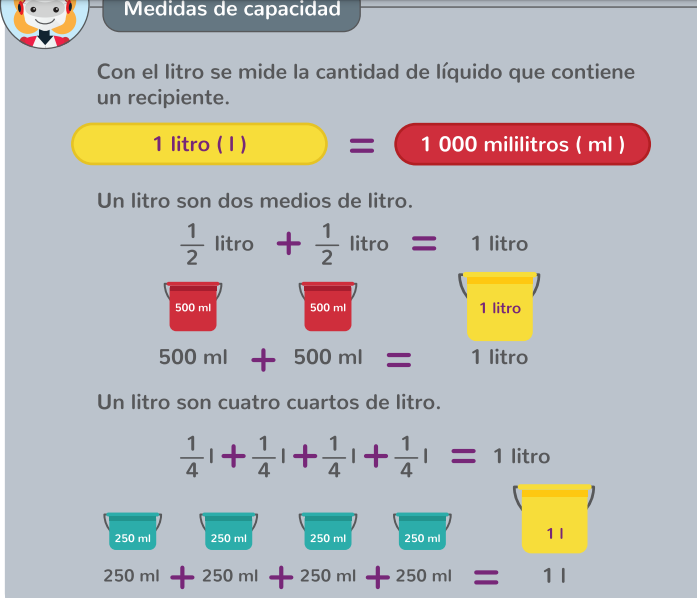 Medidas de capacidad
Con el litro se mide la cantidad de líquido que contiene
un recipiente.
1 litro ( l ) = 1 000 mililitros ( ml )
Un litro son dos medios de litro.
1/2 litro + 1/2 litro = 1 litro
500 ml 500 ml 1 litro
500 ml + 500 ml = 1 litro
Un litro son cuatro cuartos de litro.
1/4 l + 1/4 l + 1/4 l + 1/4 l = 1 litro
250 ml 250 ml 250 ml 250 ml 1 l
250 ml + 250 ml + 250 ml + 250 ml = 1 l